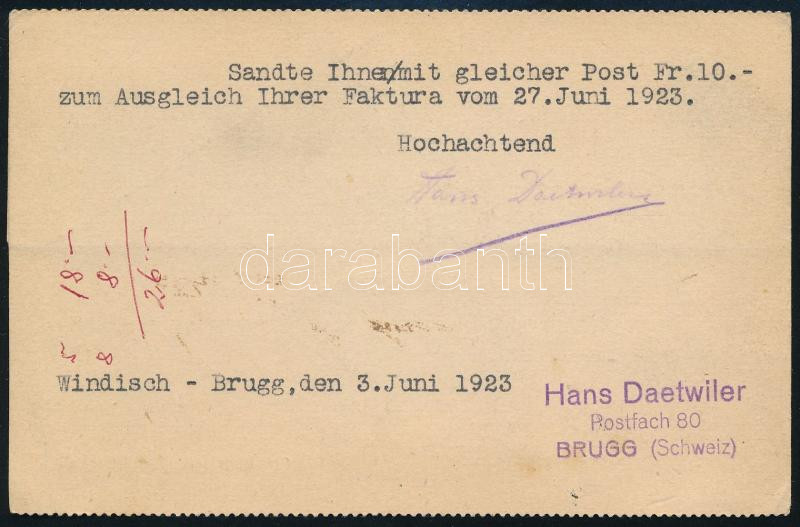 Sandte Ihnen/mit gleicher Post Fr.10.-
zum Ausgleich Ihrer Faktura vom 27.Juni 1923.
Hochachtend
Hans Daetwiler
darabanth
18.-
8.-
26.-
Windisch - Brugg,den 3.Juni 1923
Hans Daetwiler
Postfach 80
BRUGG (Schweiz)